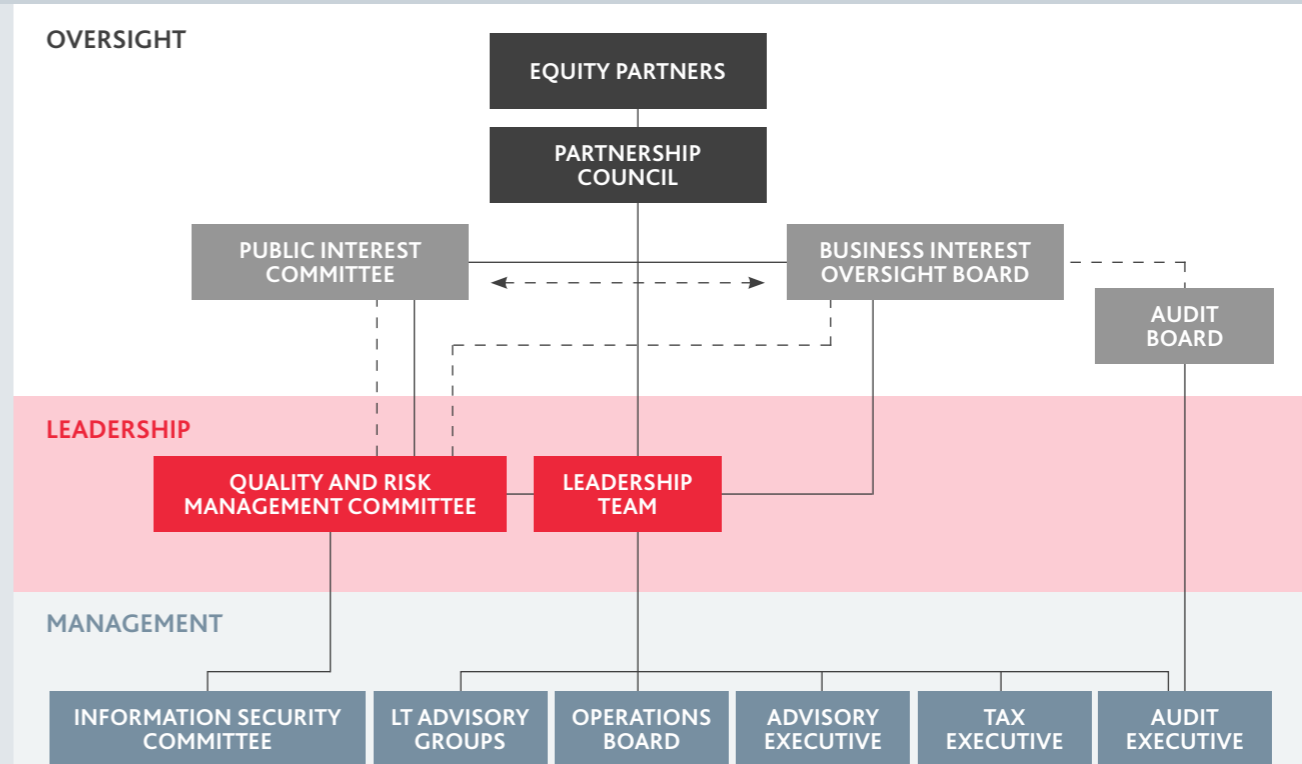 OVERSIGHT
EQUITY PARTNERS
PARTNERSHIP
COUNCIL
PUBLIC INTEREST
COMMITTEE
BUSINESS INTEREST
OVERSIGHT BOARD
AUDIT
BOARD
LEADERSHIP
QUALITY AND RISK
MANAGEMENT COMMITTEE
LEADERSHIP
TEAM
MANAGEMENT
INFORMATION SECURITY
COMMITTEE
LT ADVISORY
GROUPS
OPERATIONS
BOARD
ADVISORY
EXECUTIVE
TAX
EXECUTIVE
AUDIT
EXECUTIVE